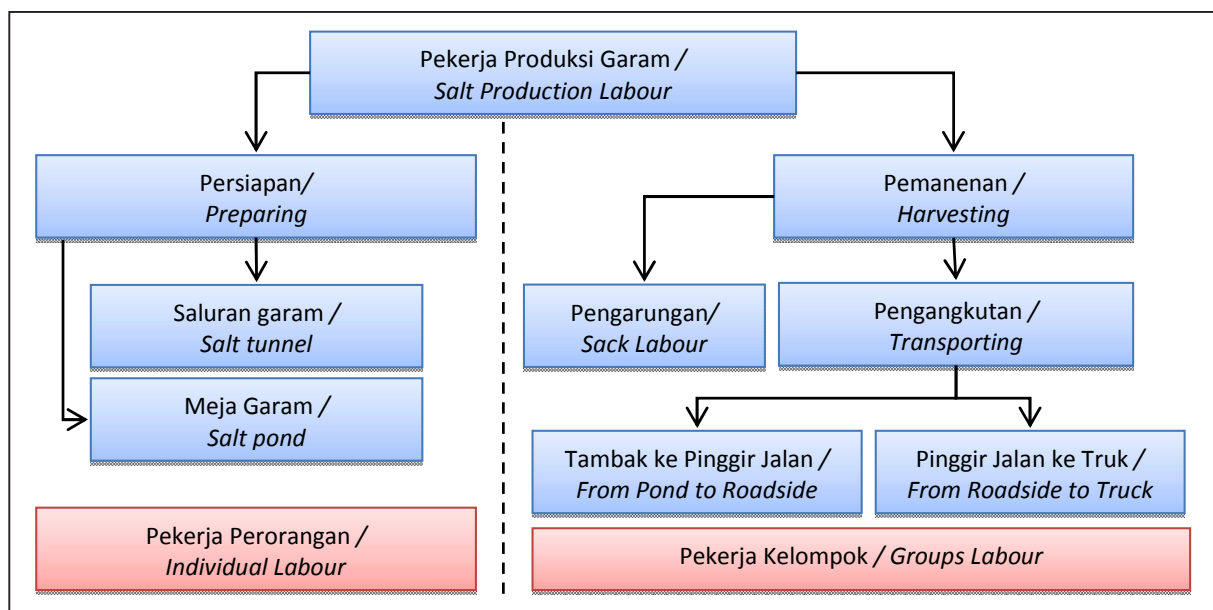 Pekerja Produksi Garam /
Salt Production Labour
Persiapan/
Preparing
Pemanenan /
Harvesting
Saluran garam /
Salt tunnel
Pengarungan/
Sack Labour
Pengangkutan /
Transporting
Meja Garam /
Salt pond
Tambak ke Pinggir Jalan /
From Pond to Roadside
Pinggir Jalan ke Truk /
From Roadside to Truck
Pekerja Perorangan /
Individual Labour
Pekerja Kelompok / Groups Labour